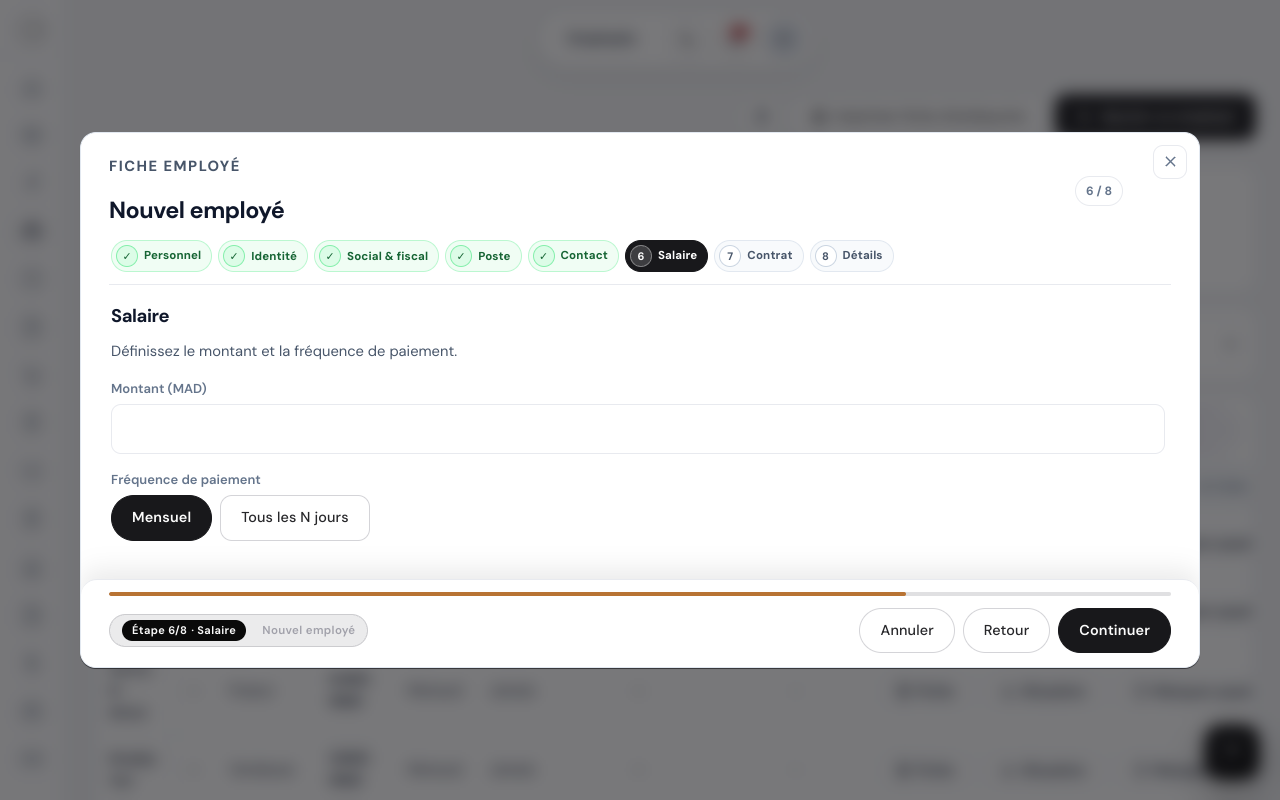 FICHE EMPLOYÉ
6 / 8
Nouvel employé
✓ Personnel ✓ Identité ✓ Social & fiscal ✓ Poste ✓ Contact 6 Salaire 7 Contrat 8 Détails
Salaire
Définissez le montant et la fréquence de paiement.
Montant (MAD)
Fréquence de paiement
Mensuel Tous les N jours
Étape 6/8 · Salaire Nouvel employé Annuler Retour Continuer